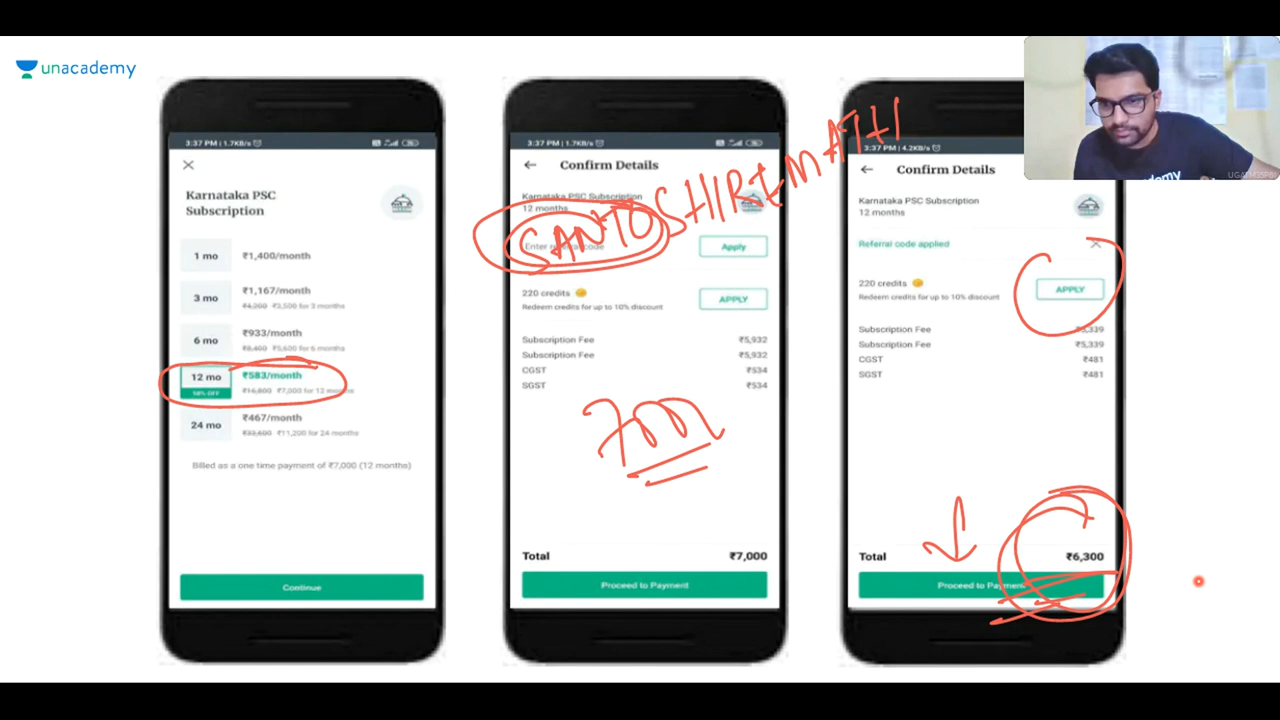 unacademy
3:37 PM | 1.7KB/s
Karnataka PSC
Subscription
1 mo ₹1,400/month
3 mo ₹1,167/month
₹4,200 ₹3,500 for 3 months
6 mo ₹933/month
₹8,400 ₹5,600 for 6 months
12 mo ₹583/month
58% OFF ₹16,800 ₹7,000 for 12 months
24 mo ₹467/month
₹33,600 ₹11,200 for 24 months
Billed as a one time payment of ₹7,000 (12 months)
Continue
3:37 PM | 1.7KB/s
Confirm Details
Karnataka PSC Subscription
12 months
Enter referral code Apply
SANTOSHIREMATH
220 credits
Redeem credits for up to 10% discount
APPLY
Subscription Fee ₹5,932
Subscription Fee ₹5,932
CGST ₹534
SGST ₹534
Total ₹7,000
Proceed to Payment
3:37 PM | 4.2KB/s
Confirm Details
Karnataka PSC Subscription
12 months
Referral code applied
220 credits
Redeem credits for up to 10% discount
APPLY
Subscription Fee ₹5,339
Subscription Fee ₹5,339
CGST ₹481
SGST ₹481
Total ₹6,300
Proceed to Payment